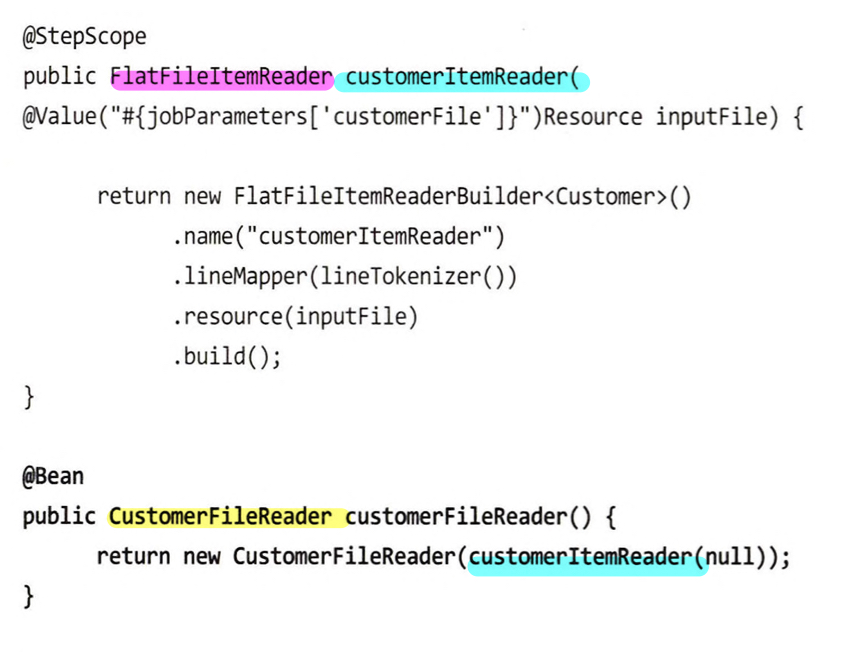 @StepScope
public FlatFileItemReader customerItemReader(
@Value("#{jobParameters['customerFile']}")Resource inputFile) {
return new FlatFileItemReaderBuilder<Customer>()
.name("customerItemReader")
.lineMapper(lineTokenizer())
.resource(inputFile)
.build();
}
@Bean
public CustomerFileReader customerFileReader() {
return new CustomerFileReader(customerItemReader(null));
}